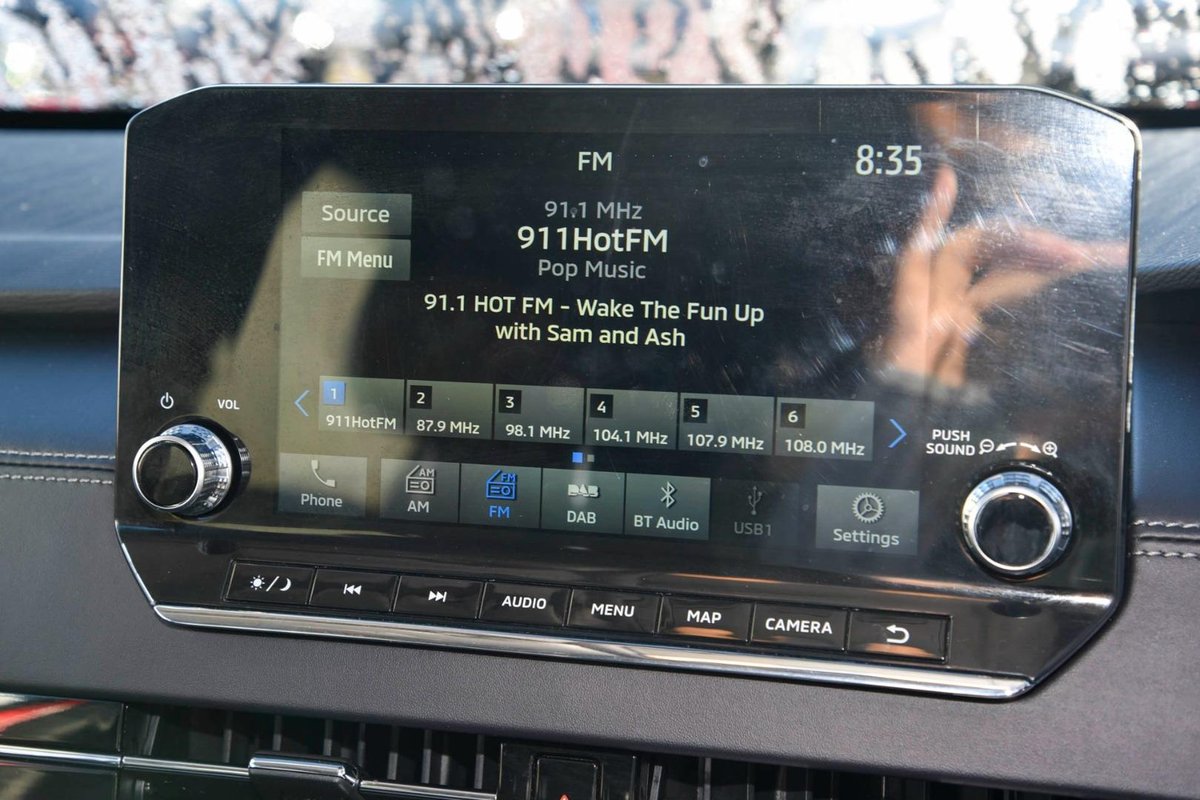 FM
8:35
91.1 MHz
911HotFM
Pop Music
Source
FM Menu
91.1 HOT FM - Wake The Fun Up
with Sam and Ash
1
911HotFM
2
87.9 MHz
3
98.1 MHz
4
104.1 MHz
5
107.9 MHz
6
108.0 MHz
VOL
PUSH
SOUND
Phone
AM
AM
FM
FM
DAB
DAB
BT Audio
USB1
Settings
AUDIO
MENU
MAP
CAMERA